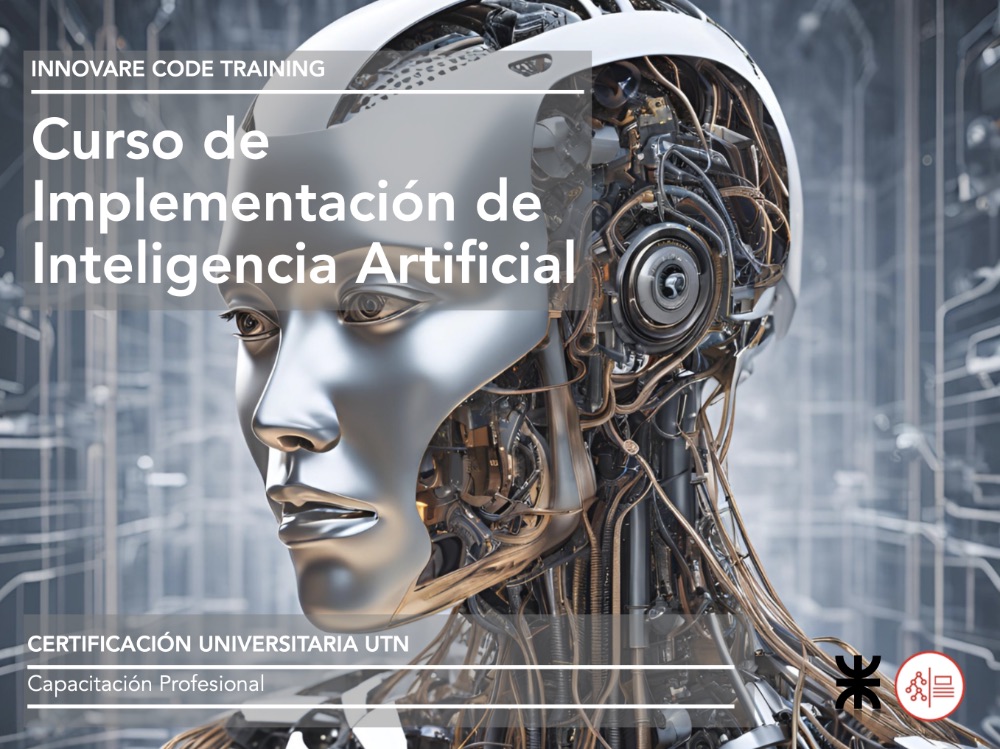 INNOVARE CODE TRAINING
Curso de
Implementación de
Inteligencia Artificial
CERTIFICACIÓN UNIVERSITARIA UTN
Capacitación Profesional